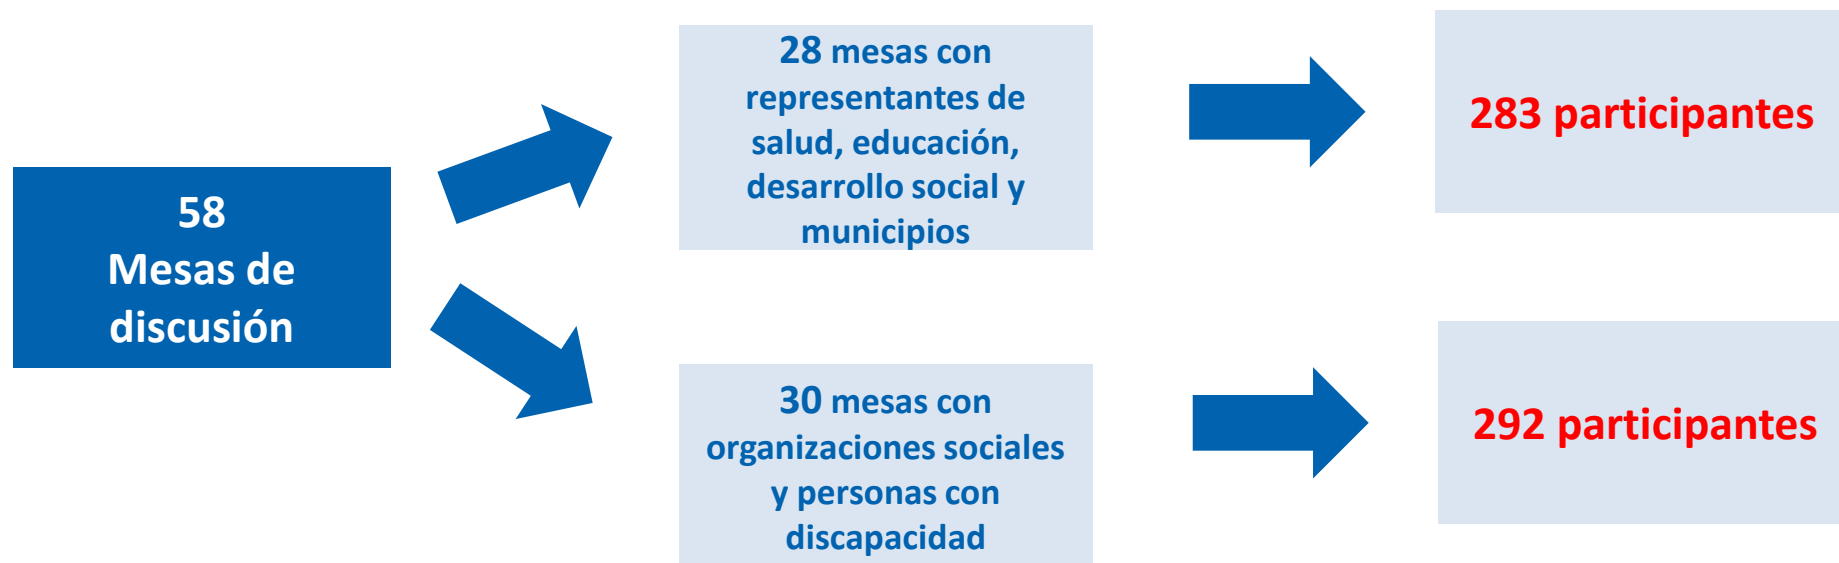 58
Mesas de
discusión
28 mesas con
representantes de
salud, educación,
desarrollo social y
municipios
283 participantes
30 mesas con
organizaciones sociales
y personas con
discapacidad
292 participantes